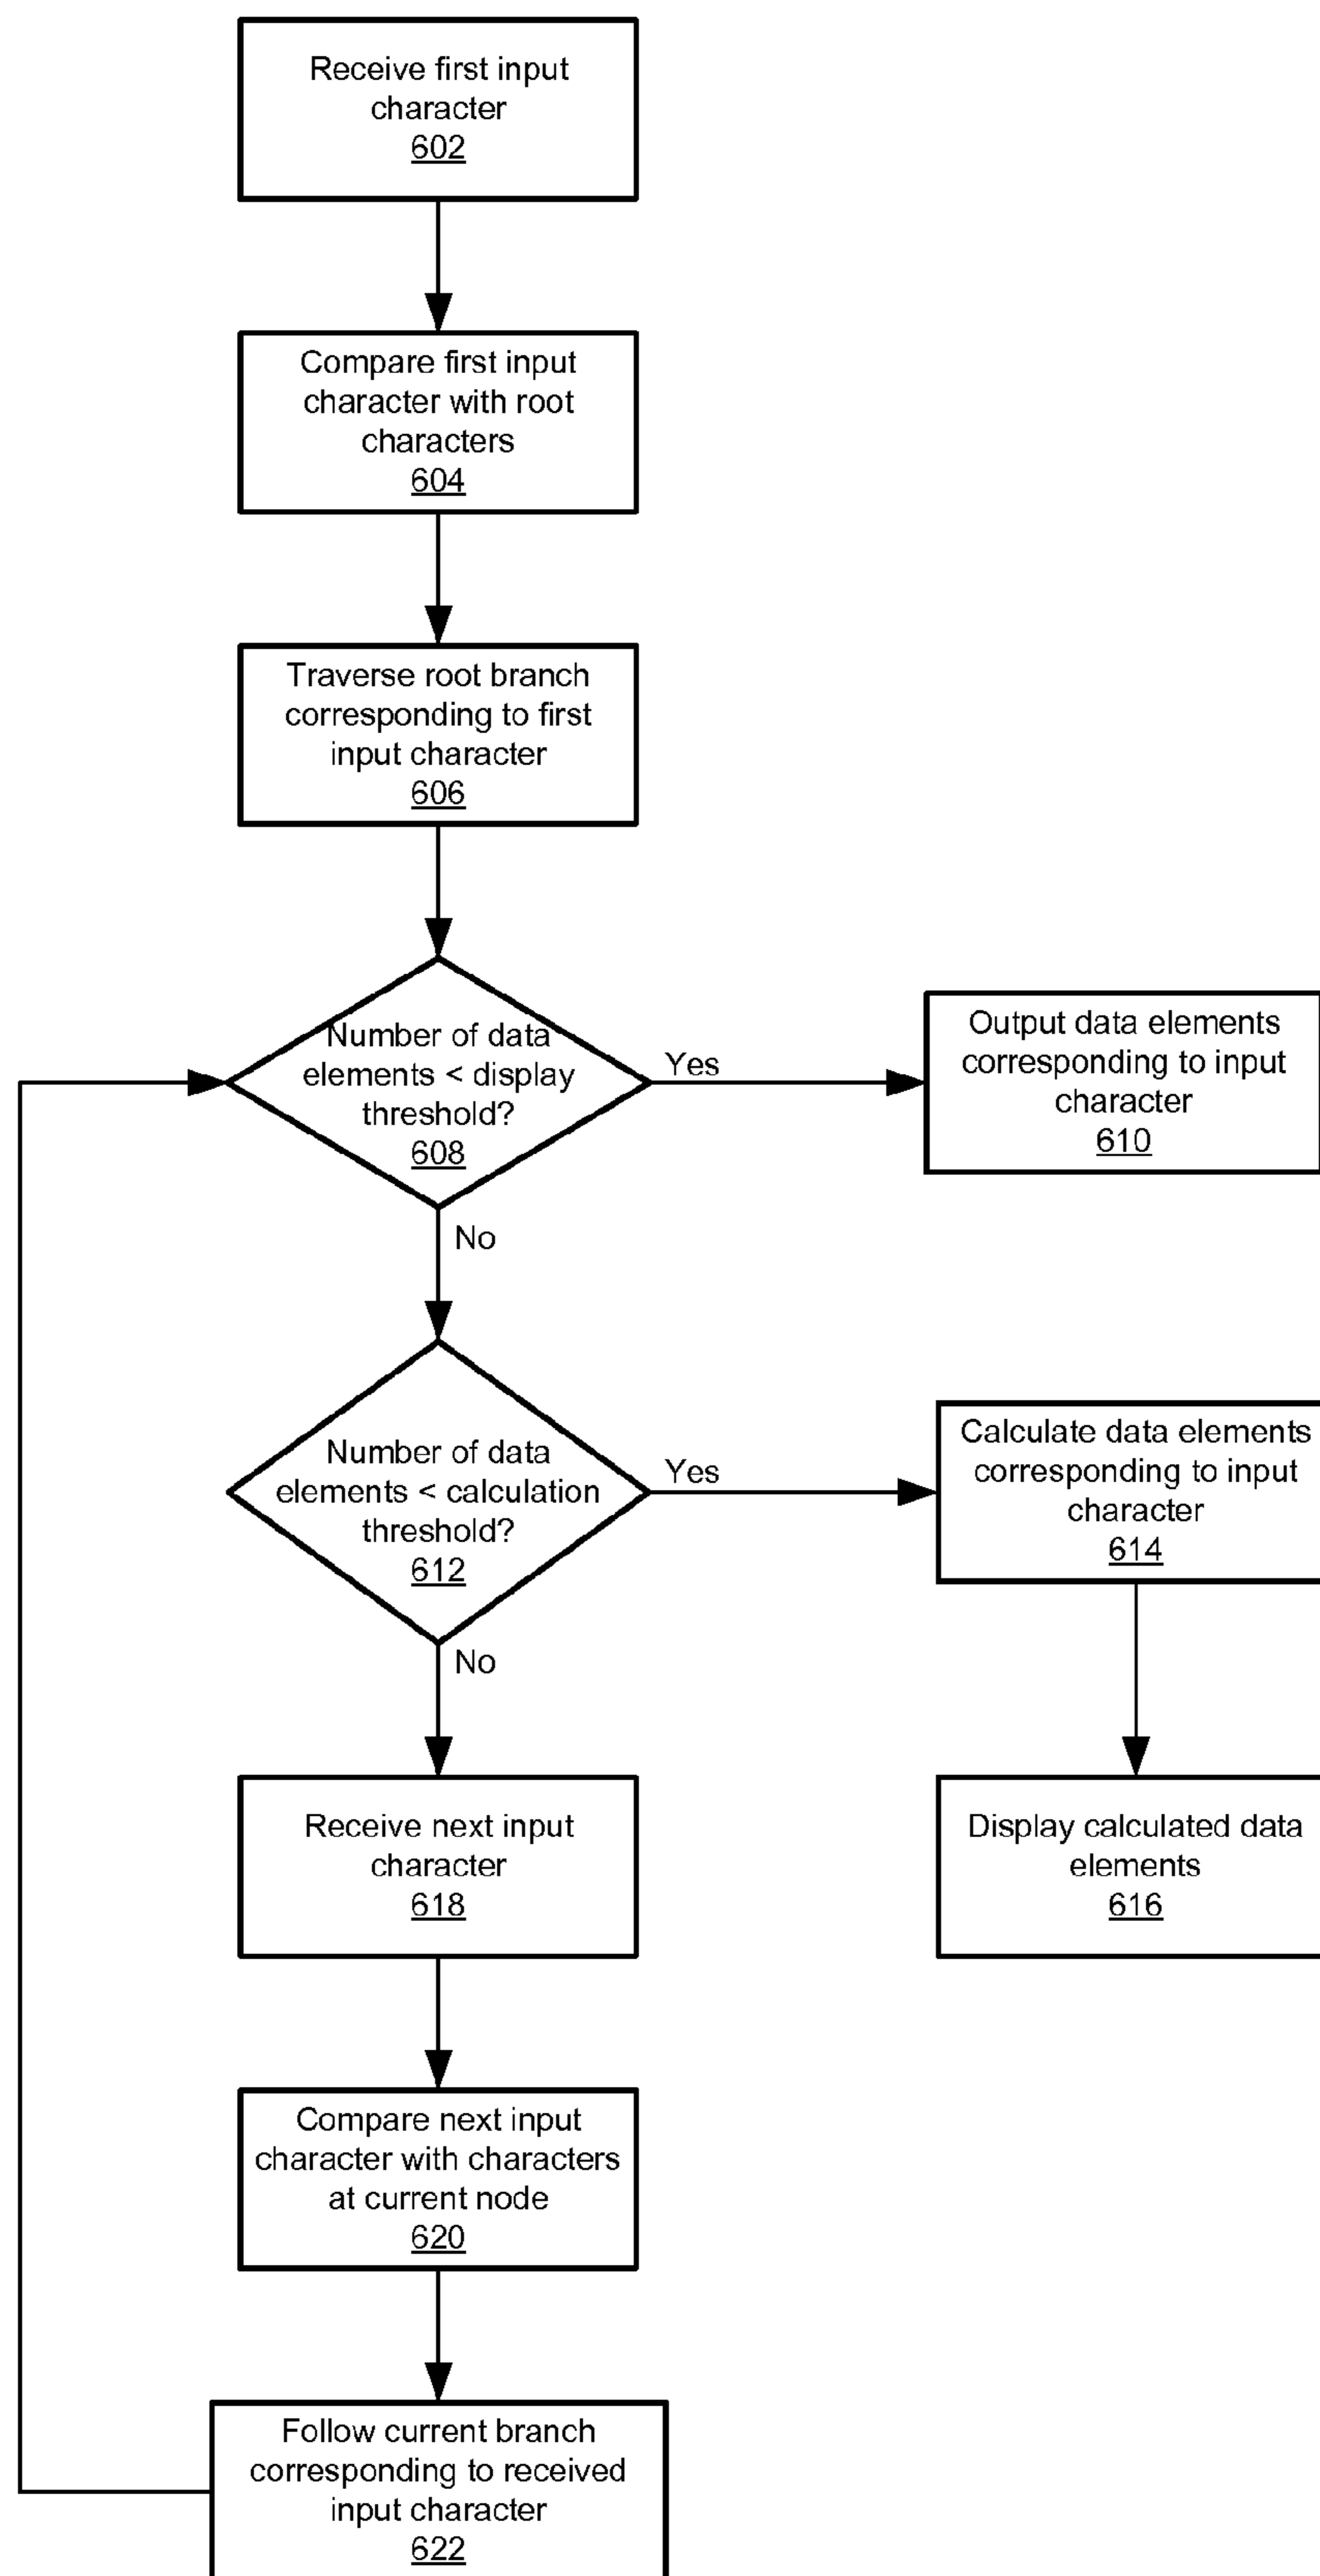 Receive first input
character
602
Compare first input
character with root
characters
604
Traverse root branch
corresponding to first
input character
606
Number of data
elements < display
threshold?
608
Yes
Output data elements
corresponding to input
character
610
No
Number of data
elements < calculation
threshold?
612
Yes
Calculate data elements
corresponding to input
character
614
No
Receive next input
character
618
Display calculated data
elements
616
Compare next input
character with characters
at current node
620
Follow current branch
corresponding to received
input character
622